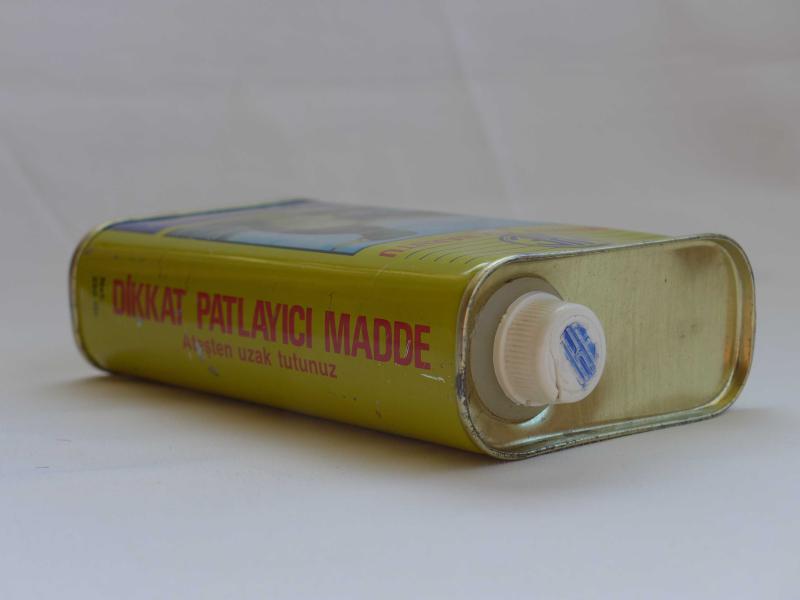 DİKKAT PATLAYICI MADDE
Ateşten uzak tutunuz